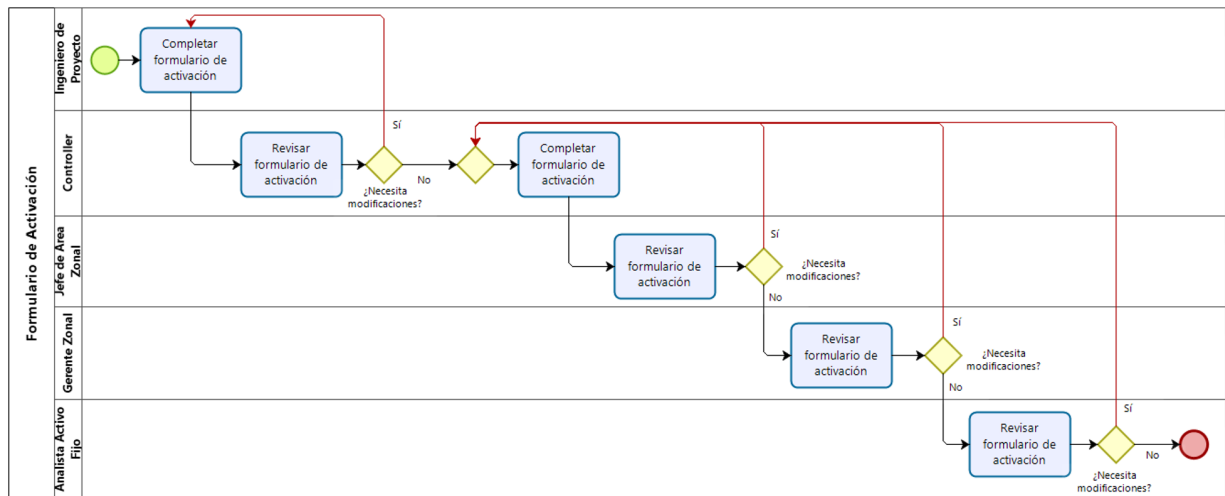 Formulario de Activación
Ingeniero de
Proyecto
Completar
formulario de
activación
Controller
Revisar
formulario de
activación
Sí
¿Necesita
modificaciones?
No
Completar
formulario de
activación
Jefe de Area
Zonal
Revisar
formulario de
activación
Sí
¿Necesita
modificaciones?
No
Gerente Zonal
Revisar
formulario de
activación
Sí
¿Necesita
modificaciones?
No
Analista Activo
Fijo
Revisar
formulario de
activación
Sí
¿Necesita
modificaciones?
No